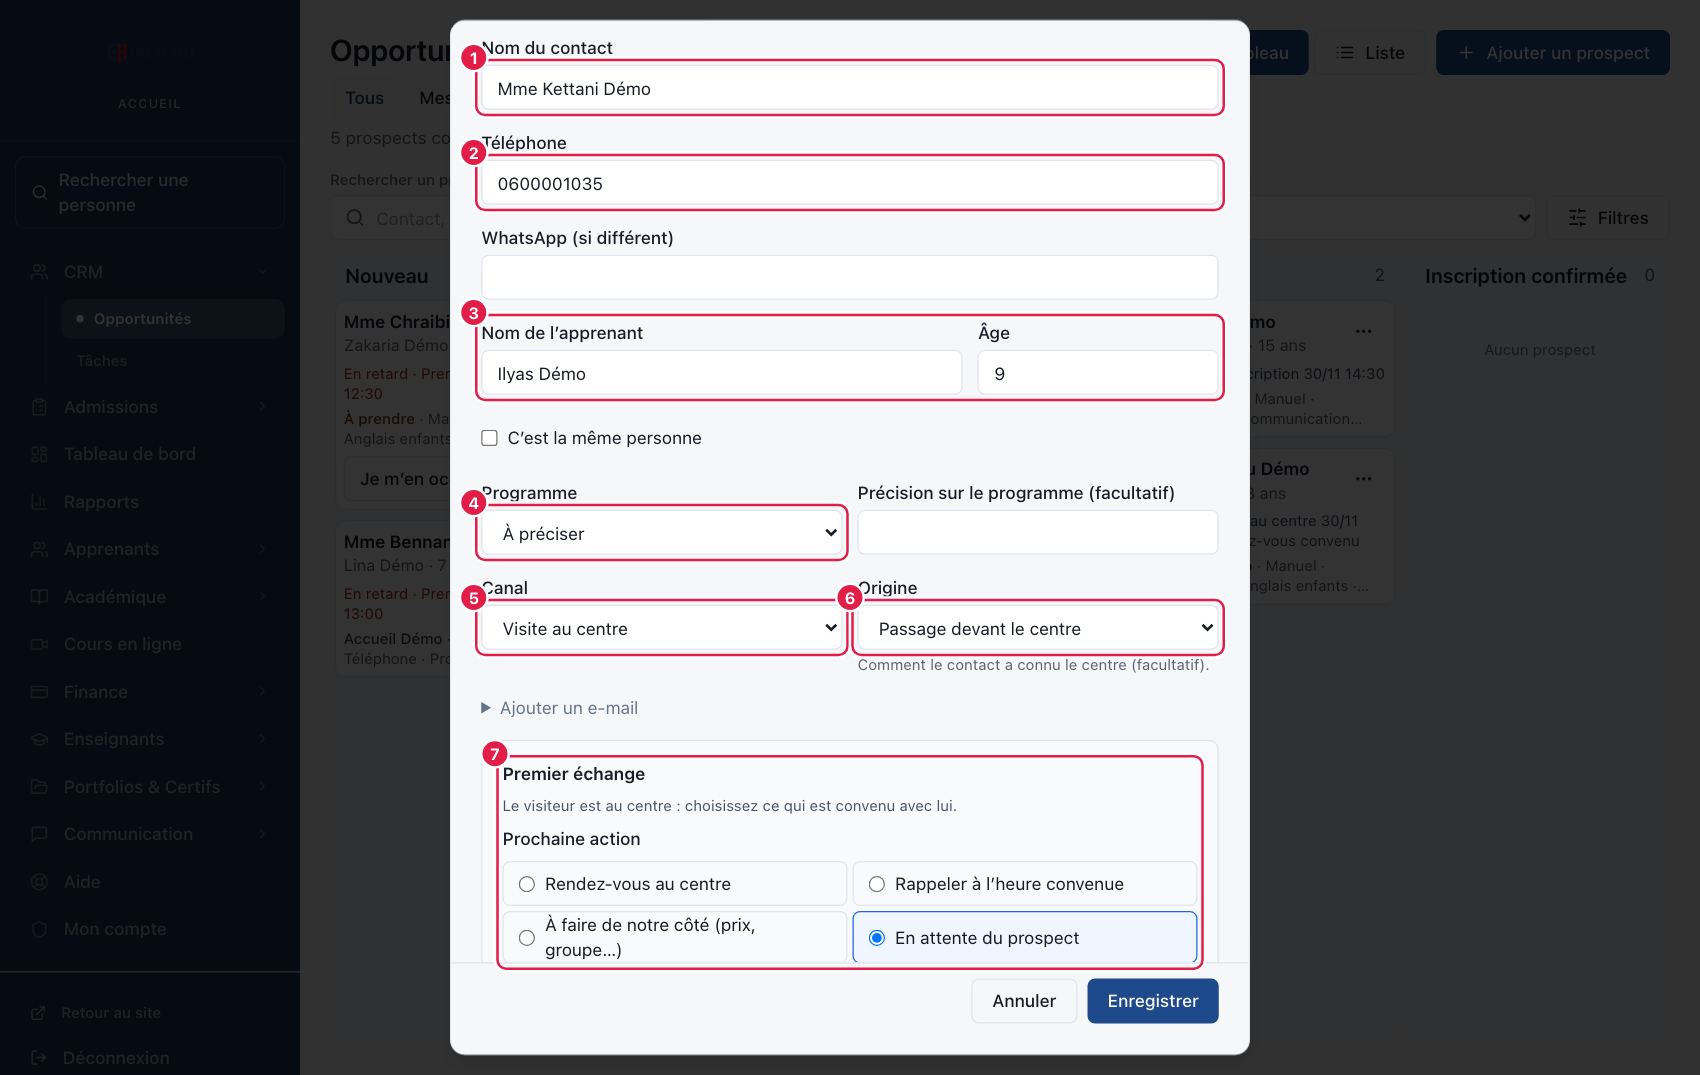 ACCUEIL
Rechercher une
personne
CRM
Opportunités
Tâches
Admissions
Tableau de bord
Rapports
Apprenants
Académique
Cours en ligne
Finance
Enseignants
Portfolios & Certifs
Communication
Aide
Mon compte
Retour au site
Déconnexion
Opportu
Tous
Mes
5 prospects co
Rechercher un p
Contact,
Nouveau
Mme Chraibi
Zakaria Démo
En retard · Prer
12:30
À prendre · Ma
Anglais enfants
Je m’en oc
Mme Bennar
Lina Démo · 7
En retard · Prer
13:00
Accueil Démo ·
Téléphone · Pro
1
Nom du contact
Mme Kettani Démo
2
Téléphone
0600001035
WhatsApp (si différent)
3
Nom de l’apprenant
Âge
Ilyas Démo
9
C’est la même personne
4
Programme
Précision sur le programme (facultatif)
À préciser
5
Canal
6
Origine
Visite au centre
Passage devant le centre
Comment le contact a connu le centre (facultatif).
Ajouter un e-mail
7
Premier échange
Le visiteur est au centre : choisissez ce qui est convenu avec lui.
Prochaine action
Rendez-vous au centre
Rappeler à l’heure convenue
À faire de notre côté (prix,
groupe…)
En attente du prospect
Annuler
Enregistrer
bleau
Liste
+ Ajouter un prospect
Filtres
2
Inscription confirmée 0
Aucun prospect
mo
· 15 ans
cription 30/11 14:30
Manuel ·
ommunication…
u Démo
3 ans
au centre 30/11
z-vous convenu
o · Manuel ·
nglais enfants ·…